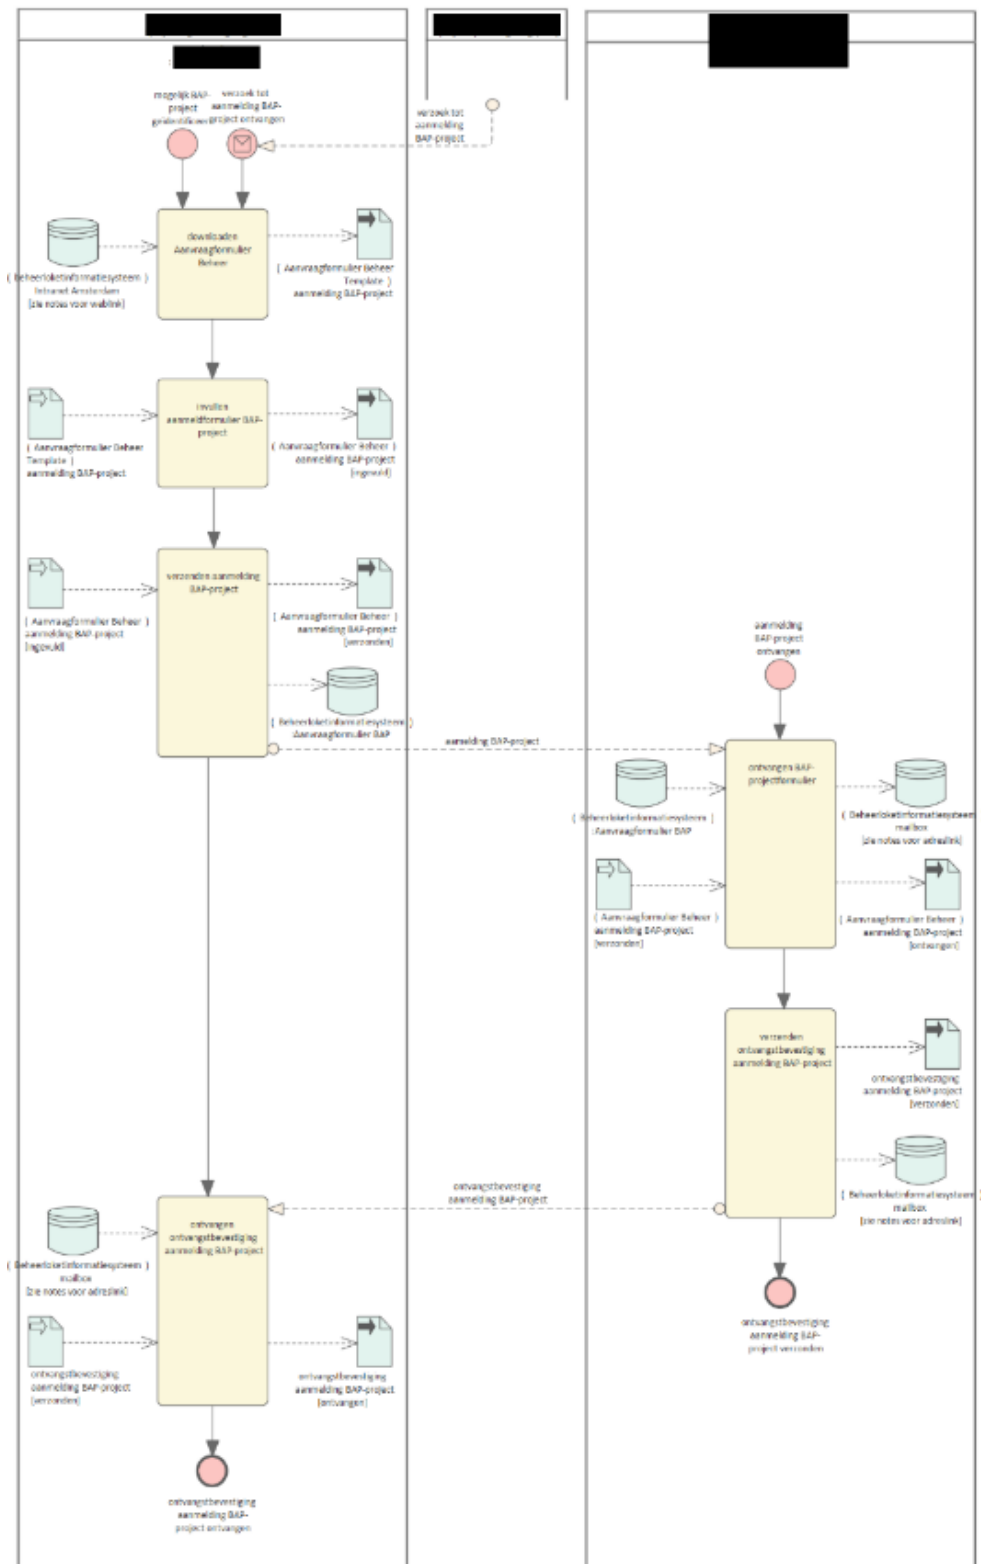 mogelijk BAP-
project
geidentificeerd
verzoek tot
aanmelding BAP-
project ontvangen
verzoek tot
aanmelding
BAP-project
downloaden
Aanvraagformulier
Beheer
( Beheerloketinformatiesysteem )
Intranet Amsterdam
[zie notes voor weblink]
( Aanvraagformulier Beheer
Template )
aanmelding BAP-project
invullen
aanmeldformulier BAP-
project
( Aanvraagformulier Beheer
Template )
aanmelding BAP-project
( Aanvraagformulier Beheer )
aanmelding BAP-project
[ingevuld]
verzenden aanmelding
BAP-project
( Aanvraagformulier Beheer )
aanmelding BAP-project
[ingevuld]
( Aanvraagformulier Beheer )
aanmelding BAP-project
[verzonden]
( Beheerloketinformatiesysteem )
:Aanvraagformulier BAP
aamelding BAP-project
aanmelding
BAP-project
ontvangen
ontvangen BAP-
projectformulier
( Beheerloketinformatiesysteem )
:Aanvraagformulier BAP
( Beheerloketinformatiesysteem
mailbox
[zie notes voor adreslink]
( Aanvraagformulier Beheer )
aanmelding BAP-project
[verzonden]
( Aanvraagformulier Beheer )
aanmelding BAP-project
[ontvangen]
verzenden
ontvangstbevestiging
aanmelding BAP-project
ontvangstbevestiging
aanmelding BAP-project
[verzonden]
( Beheerloketinformatiesysteem )
mailbox
[zie notes voor adreslink]
ontvangstbevestiging
aanmelding BAP-project
ontvangen
ontvangstbevestiging
aanmelding BAP-project
( Beheerloketinformatiesysteem )
mailbox
[zie notes voor adreslink]
ontvangstbevestiging
aanmelding BAP-project
[verzonden]
ontvangstbevestiging
aanmelding BAP-project
[ontvangen]
ontvangstbevestiging
aanmelding BAP-
project verzonden
ontvangstbevestiging
aanmelding BAP-
project ontvangen